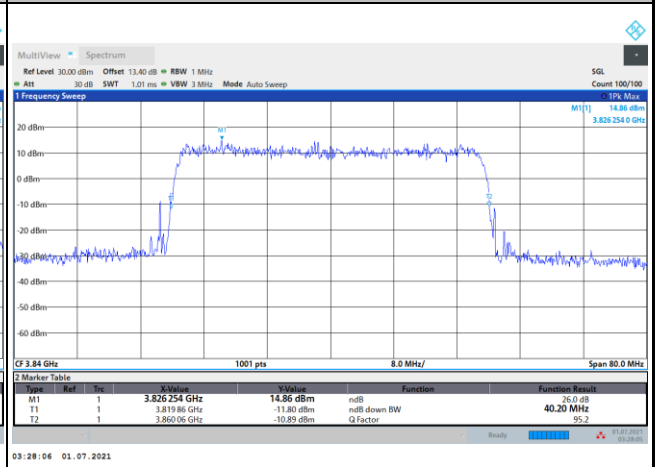 MultiView Spectrum
Ref Level 30.00 dBm Offset 13.40 dB RBW 1 MHz SGL
Att 30 dB SWT 1.01 ms VBW 3 MHz Mode Auto Sweep Count 100/100
1 Frequency Sweep 1Pk Max
M1[1] 14.86 dBm
3.826 254 0 GHz
M1
20 dBm
10 dBm
0 dBm
T1 T2
-10 dBm
-20 dBm
-30 dBm
-40 dBm
-50 dBm
-60 dBm
CF 3.84 GHz 1001 pts 8.0 MHz/ Span 80.0 MHz
2 Marker Table
Type Ref Trc X-Value Y-Value Function Function Result
M1 1 3.826 254 GHz 14.86 dBm ndB 26.0 dB
T1 1 3.819 86 GHz -11.80 dBm ndB down BW 40.20 MHz
T2 1 3.860 06 GHz -10.89 dBm Q Factor 95.2
Ready 01.07.2021
03:28:05
03:28:06 01.07.2021